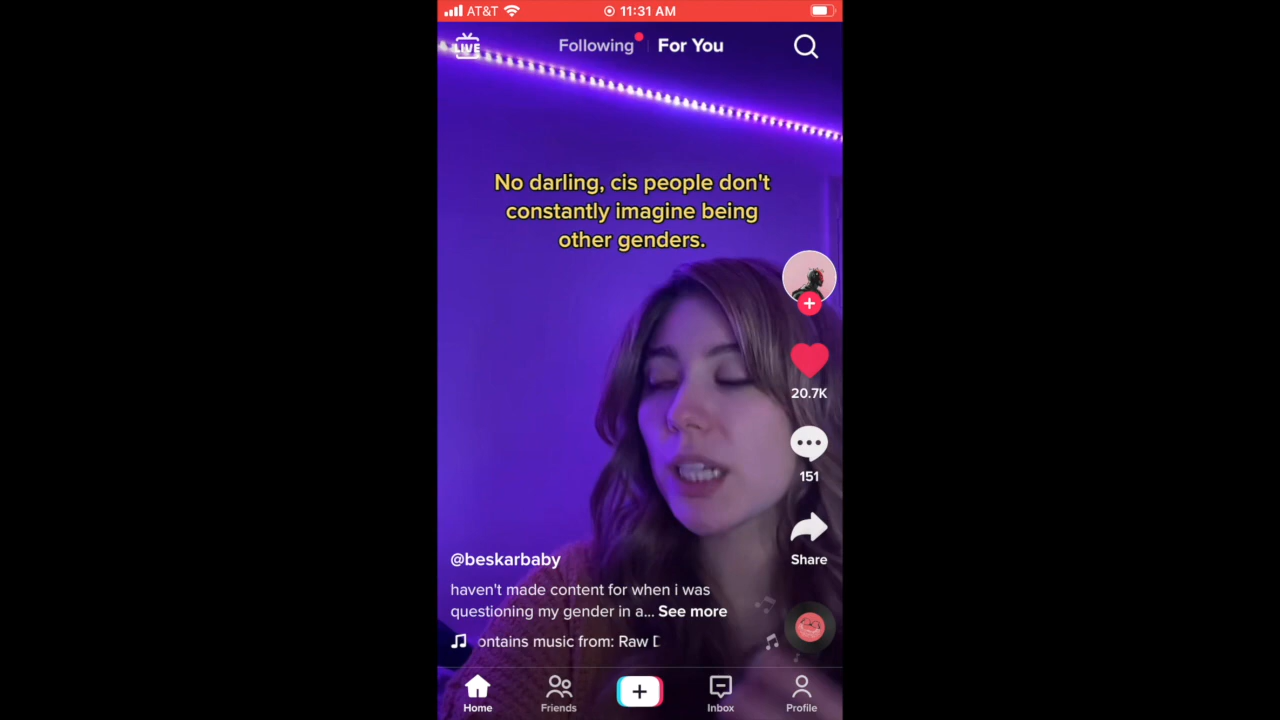 AT&T 11:31 AM
LIVE Following For You
No darling, cis people don't
constantly imagine being
other genders.
20.7K
151
Share
@beskarbaby
haven't made content for when i was
questioning my gender in a... See more
ontains music from: Raw D
Home Friends Inbox Profile